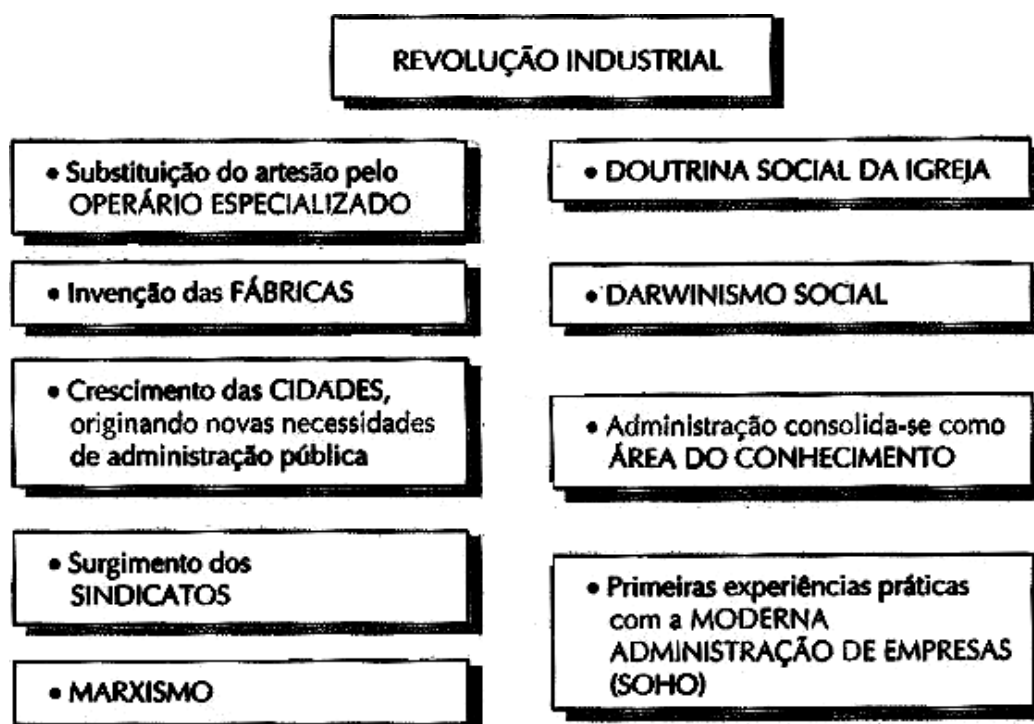 REVOLUÇÃO INDUSTRIAL
• Substituição do artesão pelo
OPERÁRIO ESPECIALIZADO
• Invenção das FÁBRICAS
• Crescimento das CIDADES,
originando novas necessidades
de administração pública
• Surgimento dos
SINDICATOS
• MARXISMO
• DOUTRINA SOCIAL DA IGREJA
• DARWINISMO SOCIAL
• Administração consolida-se como
ÁREA DO CONHECIMENTO
• Primeiras experiências práticas
com a MODERNA
ADMINISTRAÇÃO DE EMPRESAS
(SOHO)